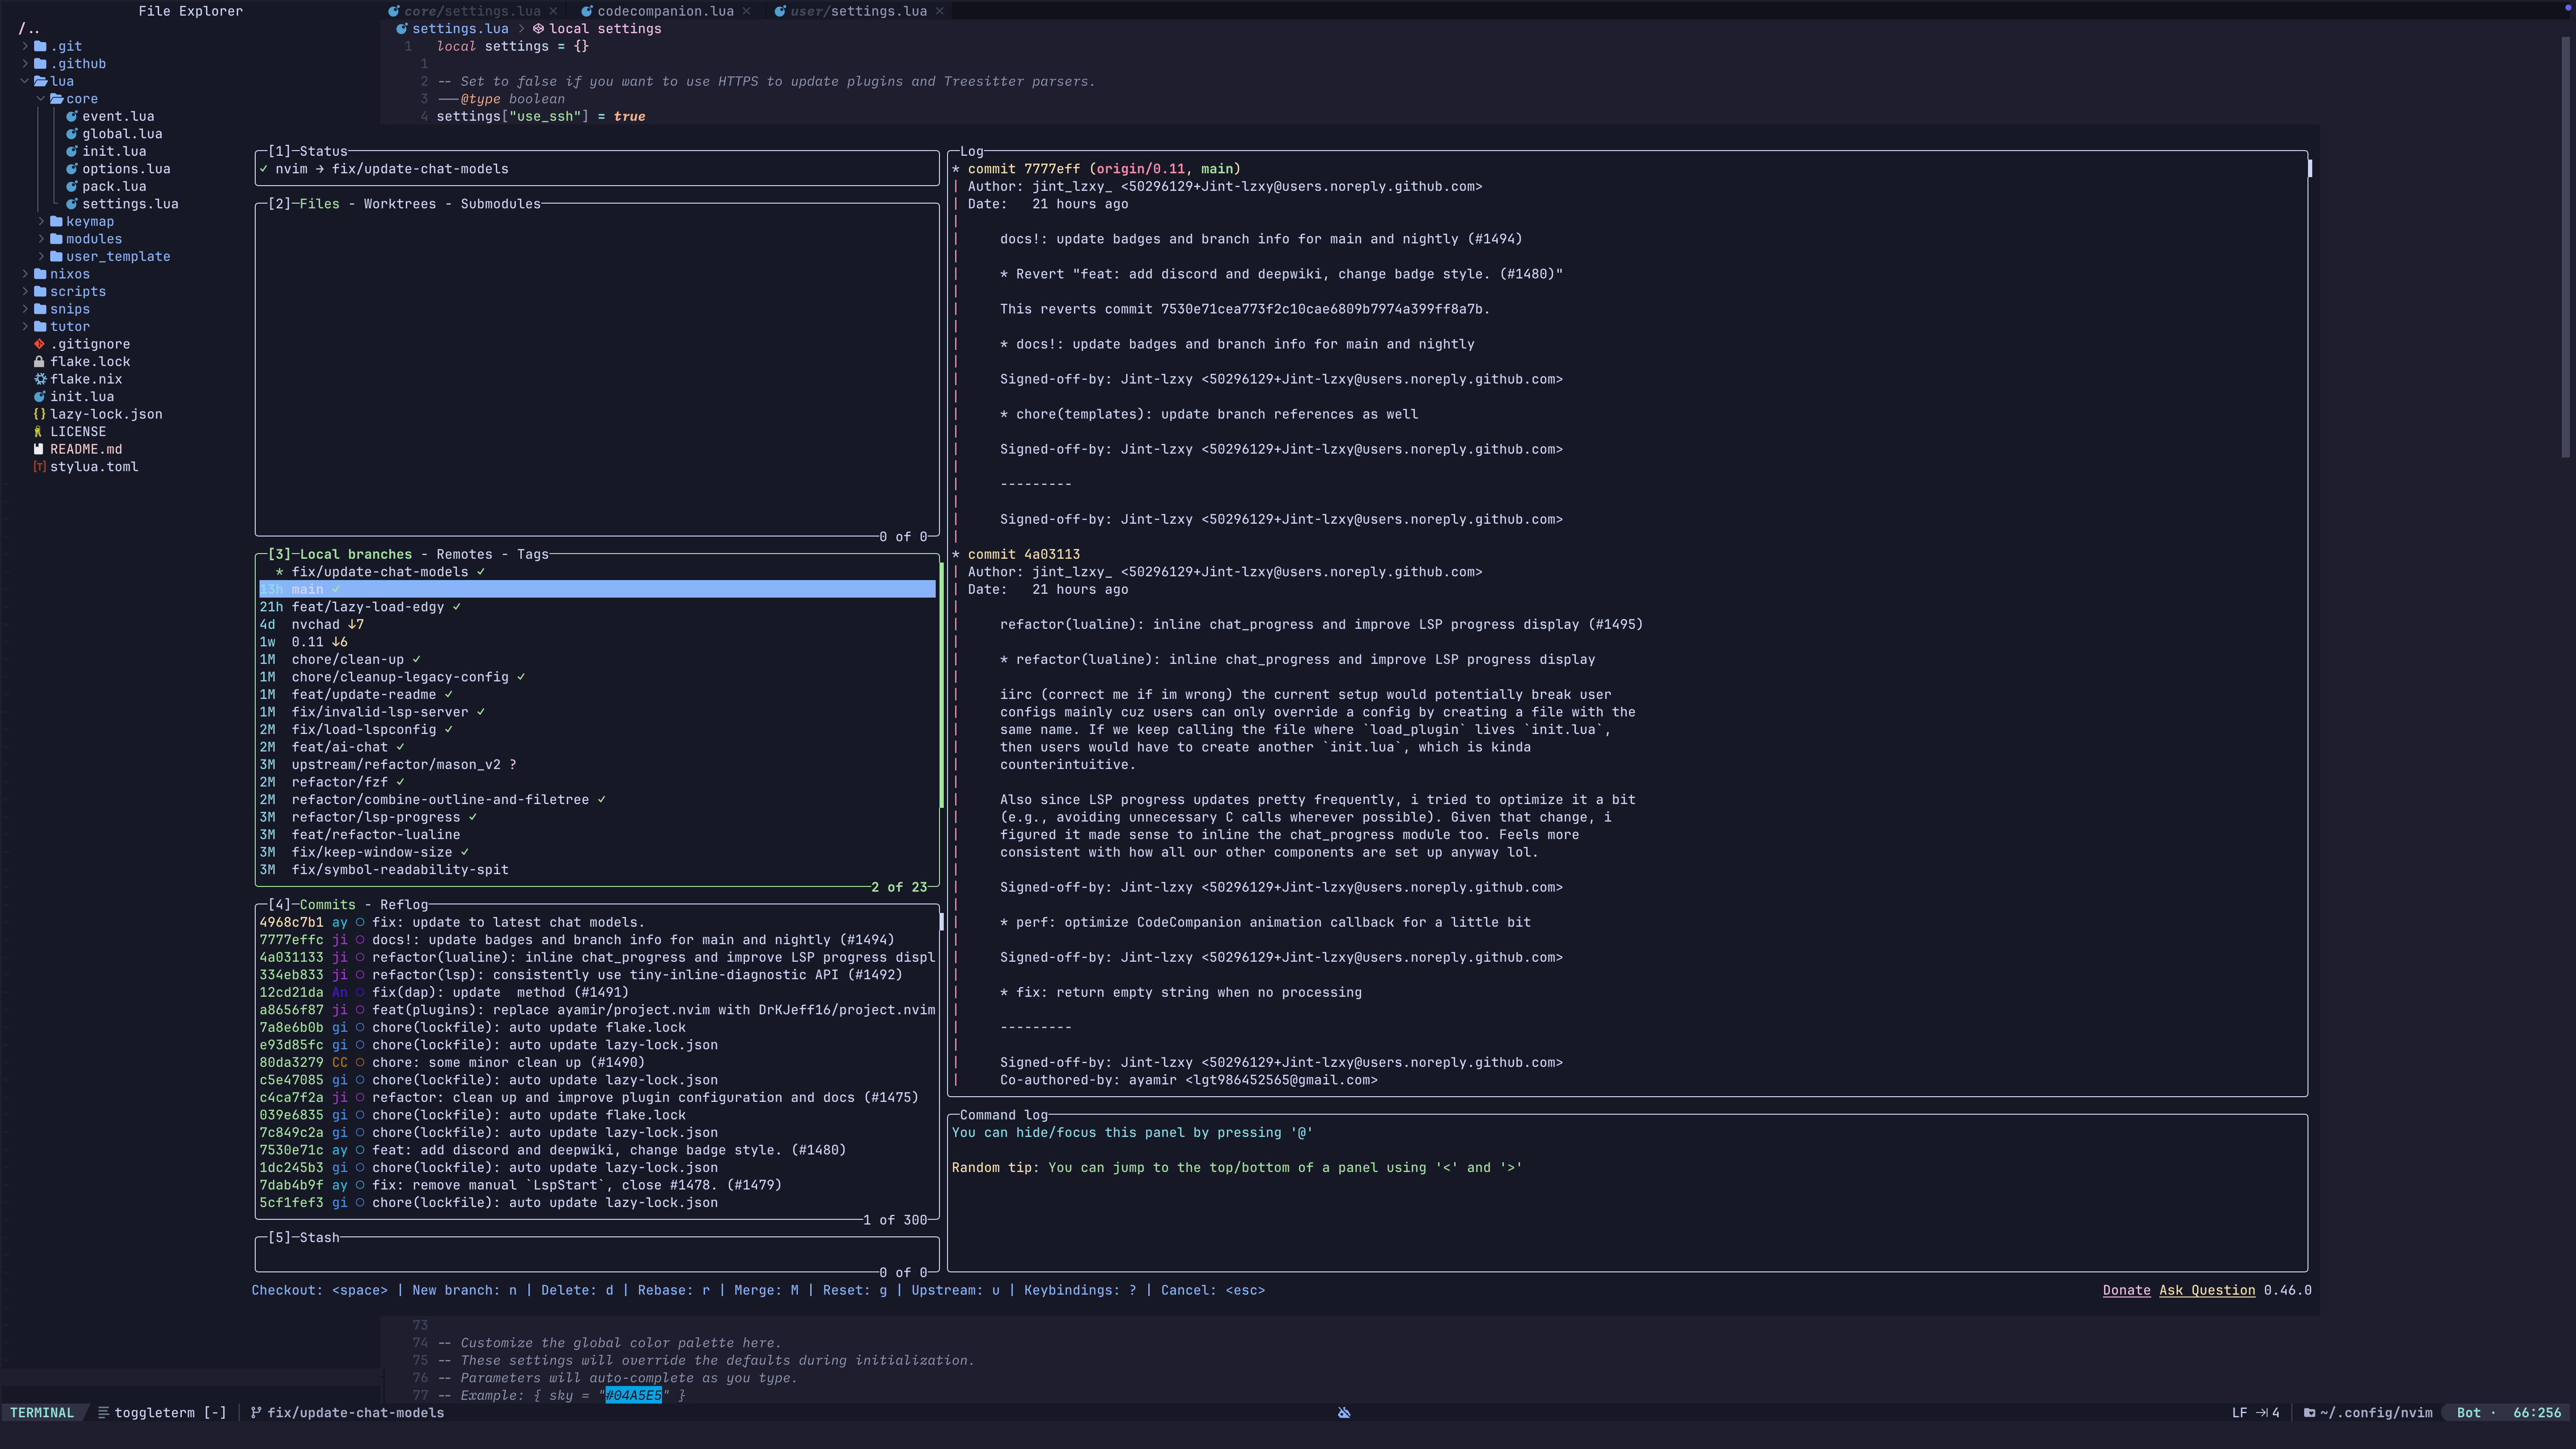 File Explorer
/..
.git
.github
lua
core
event.lua
global.lua
init.lua
options.lua
pack.lua
settings.lua
keymap
modules
user_template
nixos
scripts
snips
tutor
.gitignore
flake.lock
flake.nix
init.lua
lazy-lock.json
LICENSE
README.md
stylua.toml
core/settings.lua × codecompanion.lua × user/settings.lua ×
settings.lua > local settings
1 local settings = {}
1
2 -- Set to false if you want to use HTTPS to update plugins and Treesitter parsers.
3 ---@type boolean
4 settings["use_ssh"] = true
[1]─Status
✓ nvim → fix/update-chat-models
[2]─Files - Worktrees - Submodules
0 of 0
[3]─Local branches - Remotes - Tags
* fix/update-chat-models ✓
13h main ✓
21h feat/lazy-load-edgy ✓
4d nvchad ↓7
1w 0.11 ↓6
1M chore/clean-up ✓
1M chore/cleanup-legacy-config ✓
1M feat/update-readme ✓
1M fix/invalid-lsp-server ✓
2M fix/load-lspconfig ✓
2M feat/ai-chat ✓
3M upstream/refactor/mason_v2 ?
2M refactor/fzf ✓
2M refactor/combine-outline-and-filetree ✓
3M refactor/lsp-progress ✓
3M feat/refactor-lualine
3M fix/keep-window-size ✓
3M fix/symbol-readability-spit
2 of 23
[4]─Commits - Reflog
4968c7b1 ay ○ fix: update to latest chat models.
7777effc ji ○ docs!: update badges and branch info for main and nightly (#1494)
4a031133 ji ○ refactor(lualine): inline chat_progress and improve LSP progress displ
334eb833 ji ○ refactor(lsp): consistently use tiny-inline-diagnostic API (#1492)
12cd21da An ○ fix(dap): update  method (#1491)
a8656f87 ji ○ feat(plugins): replace ayamir/project.nvim with DrKJeff16/project.nvim
7a8e6b0b gi ○ chore(lockfile): auto update flake.lock
e93d85fc gi ○ chore(lockfile): auto update lazy-lock.json
80da3279 CC ○ chore: some minor clean up (#1490)
c5e47085 gi ○ chore(lockfile): auto update lazy-lock.json
c4ca7f2a ji ○ refactor: clean up and improve plugin configuration and docs (#1475)
039e6835 gi ○ chore(lockfile): auto update flake.lock
7c849c2a gi ○ chore(lockfile): auto update lazy-lock.json
7530e71c ay ○ feat: add discord and deepwiki, change badge style. (#1480)
1dc245b3 gi ○ chore(lockfile): auto update lazy-lock.json
7dab4b9f ay ○ fix: remove manual `LspStart`, close #1478. (#1479)
5cf1fef3 gi ○ chore(lockfile): auto update lazy-lock.json
1 of 300
[5]─Stash
0 of 0
Log
* commit 7777eff (origin/0.11, main)
| Author: jint_lzxy_ <50296129+Jint-lzxy@users.noreply.github.com>
| Date:   21 hours ago
docs!: update badges and branch info for main and nightly (#1494)
* Revert "feat: add discord and deepwiki, change badge style. (#1480)"
This reverts commit 7530e71cea773f2c10cae6809b7974a399ff8a7b.
* docs!: update badges and branch info for main and nightly
Signed-off-by: Jint-lzxy <50296129+Jint-lzxy@users.noreply.github.com>
* chore(templates): update branch references as well
Signed-off-by: Jint-lzxy <50296129+Jint-lzxy@users.noreply.github.com>
---------
Signed-off-by: Jint-lzxy <50296129+Jint-lzxy@users.noreply.github.com>
* commit 4a03113
| Author: jint_lzxy_ <50296129+Jint-lzxy@users.noreply.github.com>
| Date:   21 hours ago
refactor(lualine): inline chat_progress and improve LSP progress display (#1495)
* refactor(lualine): inline chat_progress and improve LSP progress display
iirc (correct me if im wrong) the current setup would potentially break user
configs mainly cuz users can only override a config by creating a file with the
same name. If we keep calling the file where `load_plugin` lives `init.lua`,
then users would have to create another `init.lua`, which is kinda
counterintuitive.
Also since LSP progress updates pretty frequently, i tried to optimize it a bit
(e.g., avoiding unnecessary C calls wherever possible). Given that change, i
figured it made sense to inline the chat_progress module too. Feels more
consistent with how all our other components are set up anyway lol.
Signed-off-by: Jint-lzxy <50296129+Jint-lzxy@users.noreply.github.com>
* perf: optimize CodeCompanion animation callback for a little bit
Signed-off-by: Jint-lzxy <50296129+Jint-lzxy@users.noreply.github.com>
* fix: return empty string when no processing
---------
Signed-off-by: Jint-lzxy <50296129+Jint-lzxy@users.noreply.github.com>
Co-authored-by: ayamir <lgt986452565@gmail.com>
Command log
You can hide/focus this panel by pressing '@'
Random tip: You can jump to the top/bottom of a panel using '<' and '>'
Checkout: <space> | New branch: n | Delete: d | Rebase: r | Merge: M | Reset: g | Upstream: u | Keybindings: ? | Cancel: <esc>
Donate Ask Question 0.46.0
73
74 -- Customize the global color palette here.
75 -- These settings will override the defaults during initialization.
76 -- Parameters will auto-complete as you type.
77 -- Example: { sky = "#04A5E5" }
TERMINAL toggleterm [-] fix/update-chat-models LF 4 ~/.config/nvim Bot · 66:256